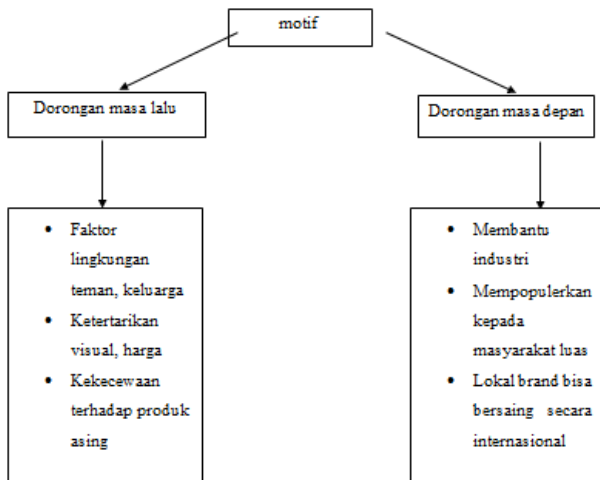 motif
Dorongan masa lalu
Dorongan masa depan
• Faktor
lingkungan
teman, keluarga
• Ketertarikan
visual, harga
• Kekecewaan
terhadap produk
asing
• Membantu
industri
• Mempopulerkan
kepada
masyarakat luas
• Lokal brand bisa
bersaing secara
internasional